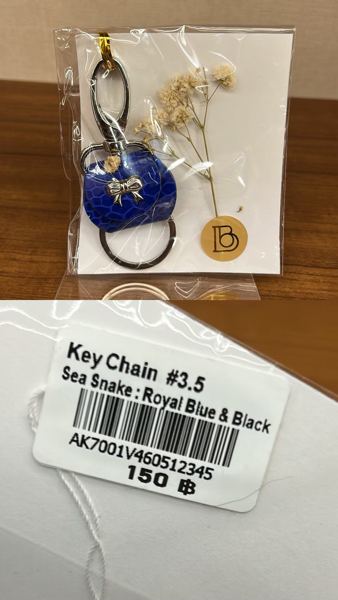 B
Key Chain #3.5
Sea Snake : Royal Blue & Black
AK7001V460512345
150 ฿